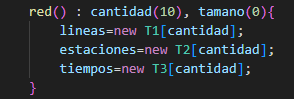 red() : cantidad(10), tamano(0){
lineas=new T1[cantidad];
estaciones=new T2[cantidad];
tiempos=new T3[cantidad];
}